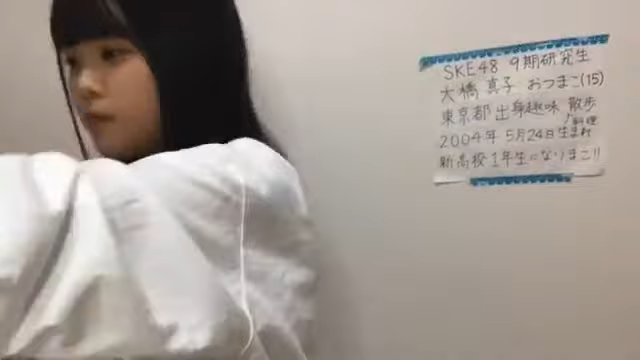 SKE48 9期研究生
大橋 真子 おつまこ(15)
東京都出身趣味 散歩
料理
2004年 5月24日生まれ
新高校1年生になりまこ!!